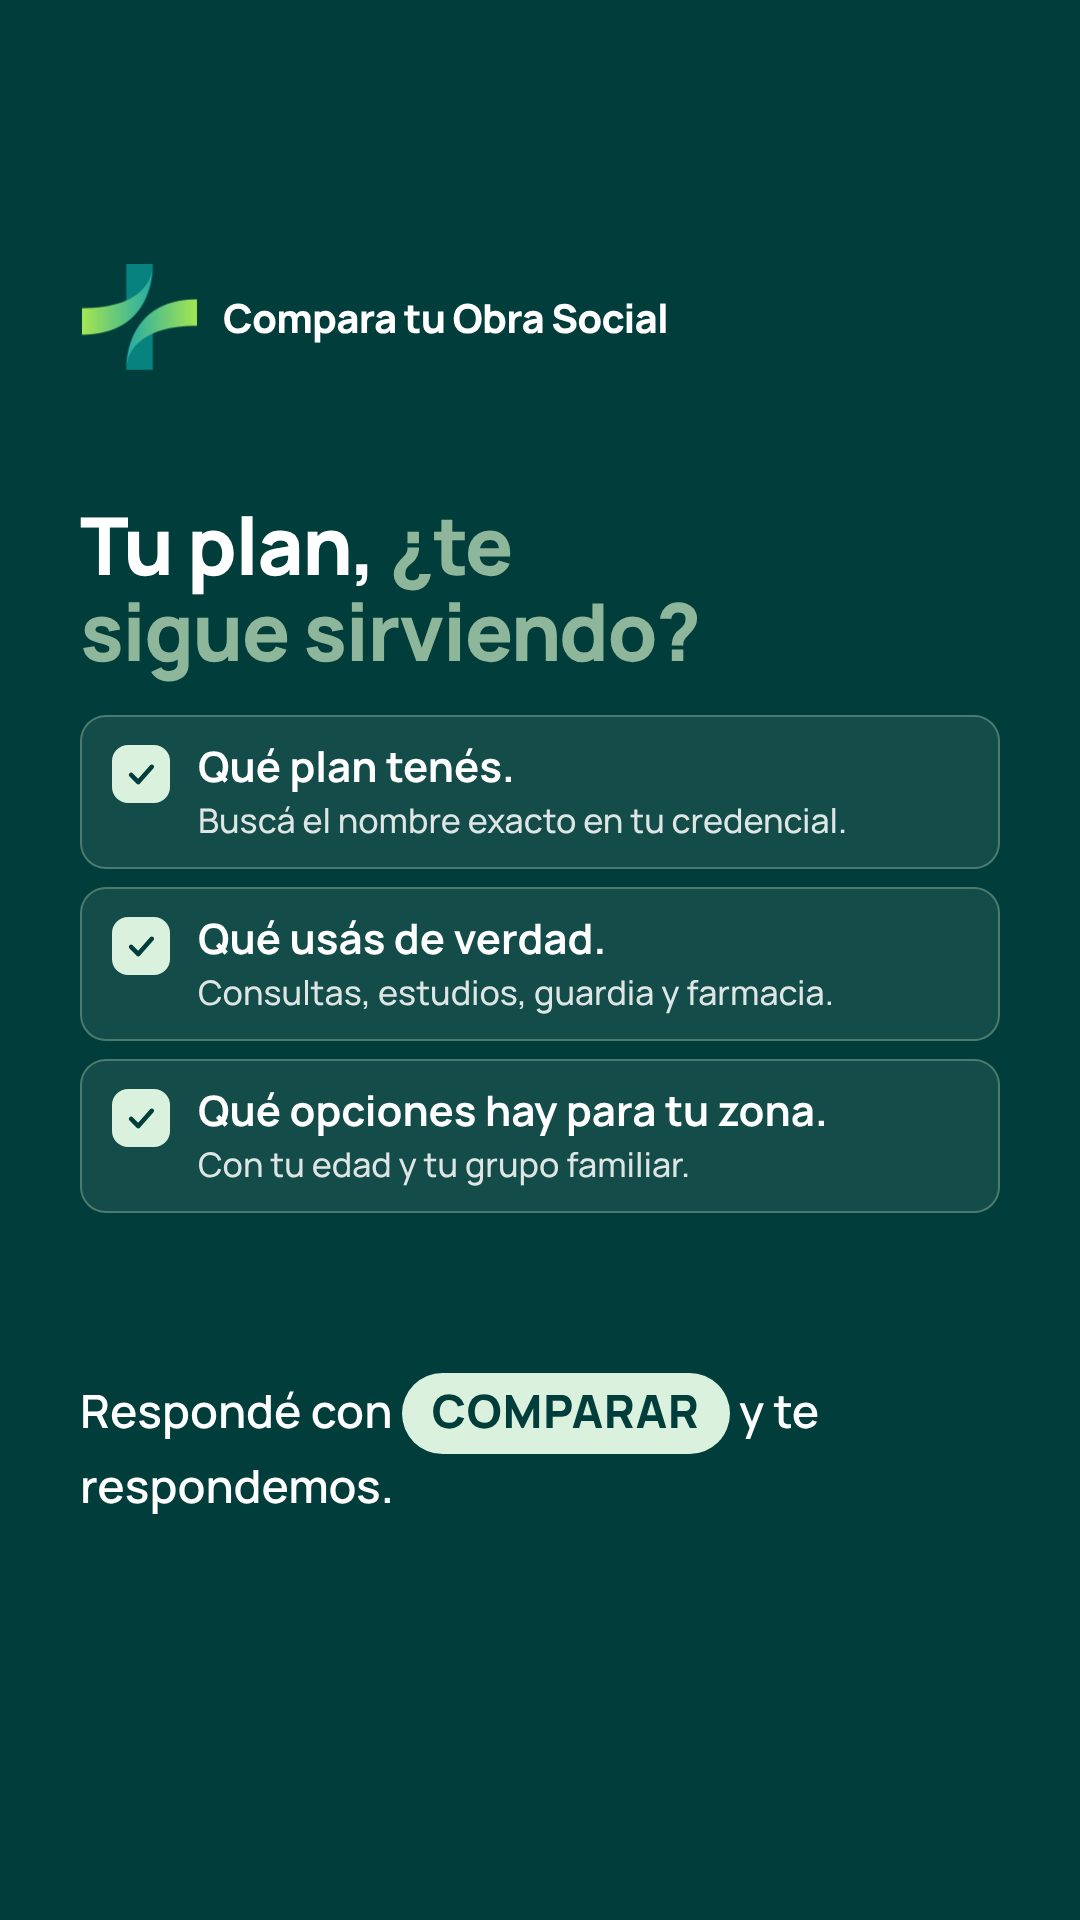 Compara tu Obra Social
Tu plan, ¿te
sigue sirviendo?
Qué plan tenés.
Buscá el nombre exacto en tu credencial.
Qué usás de verdad.
Consultas, estudios, guardia y farmacia.
Qué opciones hay para tu zona.
Con tu edad y tu grupo familiar.
Respondé con COMPARAR y te
respondemos.